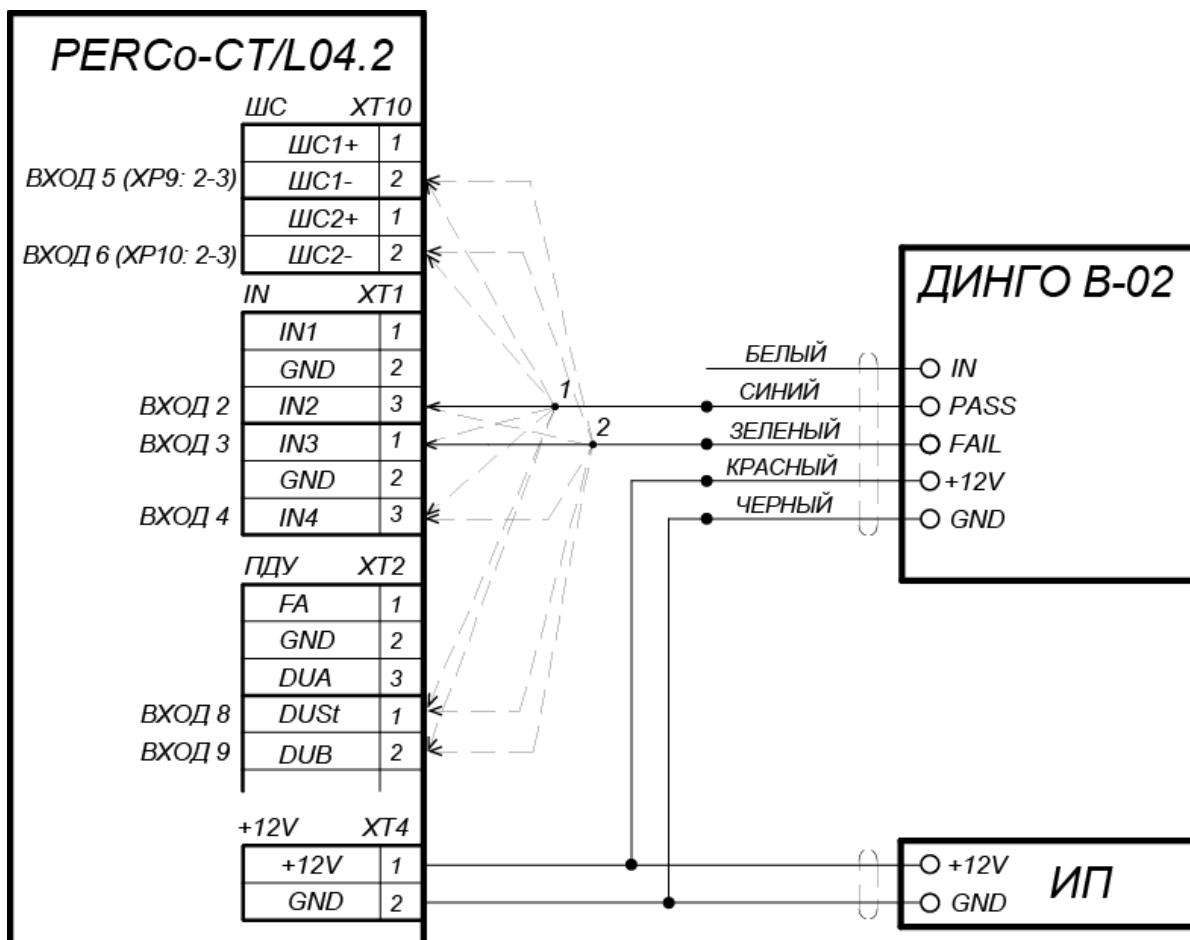 PERCo-CT/L04.2
ШС XT10
ШС1+ 1
ВХОД 5 (XP9: 2-3) ШС1- 2
ШС2+ 1
ВХОД 6 (XP10: 2-3) ШС2- 2
IN XT1
IN1 1
GND 2
ВХОД 2 IN2 3
ВХОД 3 IN3 1
GND 2
ВХОД 4 IN4 3
ПДУ XT2
FA 1
GND 2
DUA 3
ВХОД 8 DUSt 1
ВХОД 9 DUB 2
+12V XT4
+12V 1
GND 2
1
2
БЕЛЫЙ
СИНИЙ
ЗЕЛЕНЫЙ
КРАСНЫЙ
ЧЕРНЫЙ
ДИНГО В-02
IN
PASS
FAIL
+12V
GND
+12V
GND
ИП